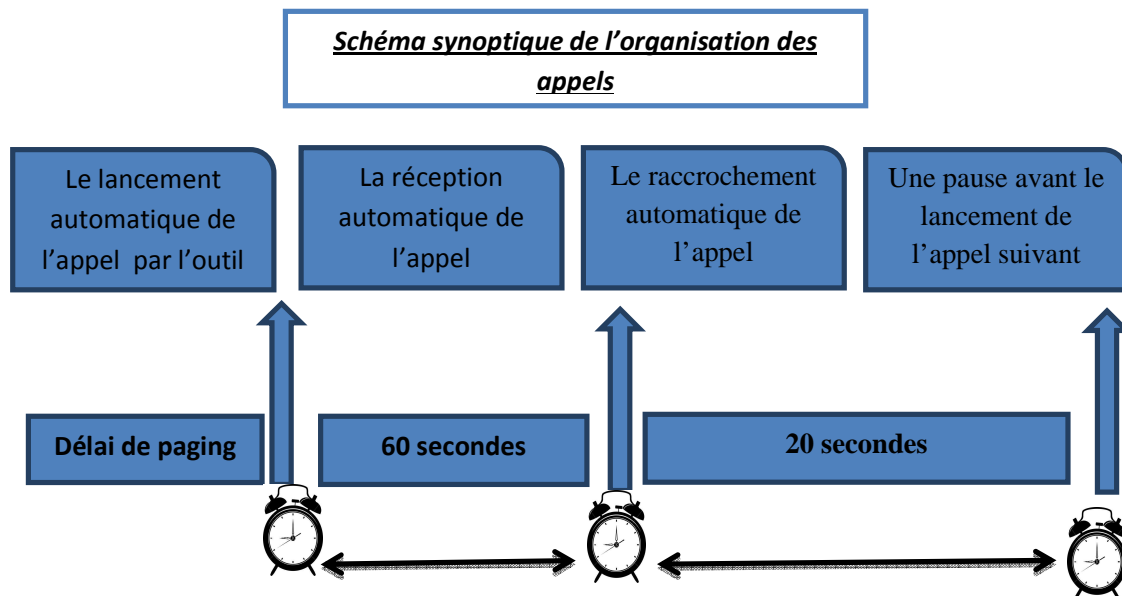 Schéma synoptique de l’organisation des
appels
Le lancement
automatique de
l’appel par l’outil
La réception
automatique de
l’appel
Le raccrochement
automatique de
l’appel
Une pause avant le
lancement de
l’appel suivant
Délai de paging
60 secondes
20 secondes